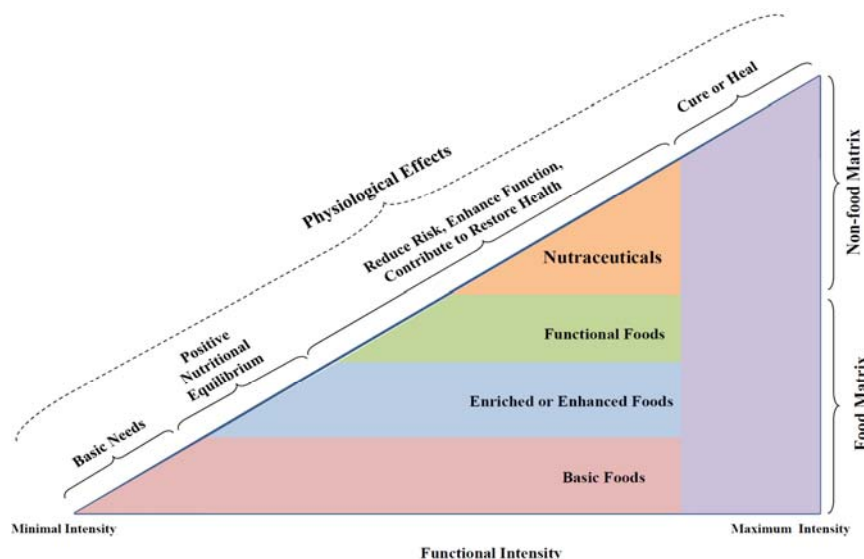 Cure or Heal
Physiological Effects
Reduce Risk, Enhance Function,
Contribute to Restore Health
Positive
Nutritional
Equilibrium
Basic Needs
Nutraceuticals
Functional Foods
Enriched or Enhanced Foods
Basic Foods
Non-food Matrix
Food Matrix
Minimal Intensity
Maximum Intensity
Functional Intensity